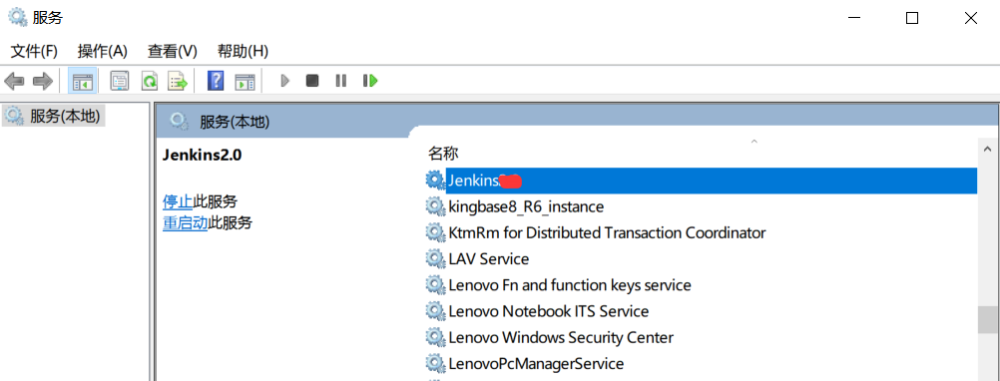 服务
文件(F) 操作(A) 查看(V) 帮助(H)
服务(本地)
服务(本地)
Jenkins2.0
停止此服务
重启动此服务
名称
Jenkins
kingbase8_R6_instance
KtmRm for Distributed Transaction Coordinator
LAV Service
Lenovo Fn and function keys service
Lenovo Notebook ITS Service
Lenovo Windows Security Center
LenovoPcManagerService